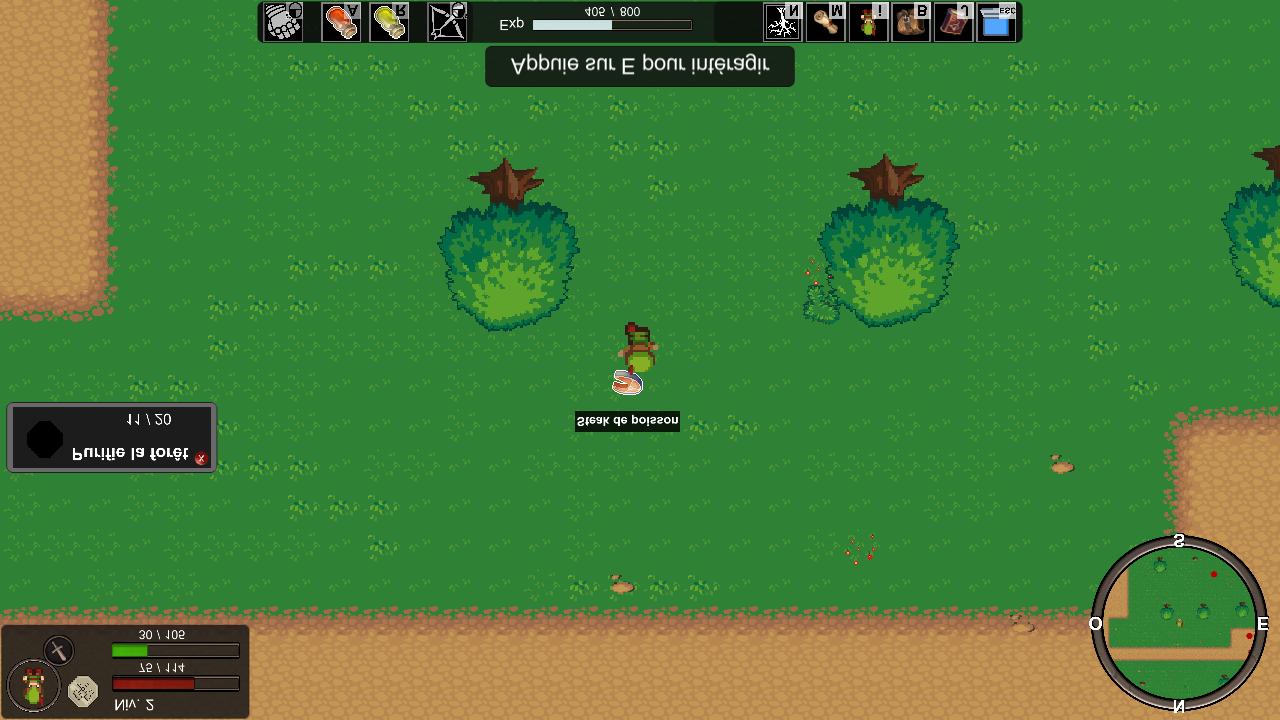 Niv. 2
75 / 114
30 / 105
N
O
E
S
Purifie la forêt
x
11 / 20
Steak de poisson
Appuie sur E pour intéragir
A
R
Exp
405 / 800
N
M
I
B
J
ESC